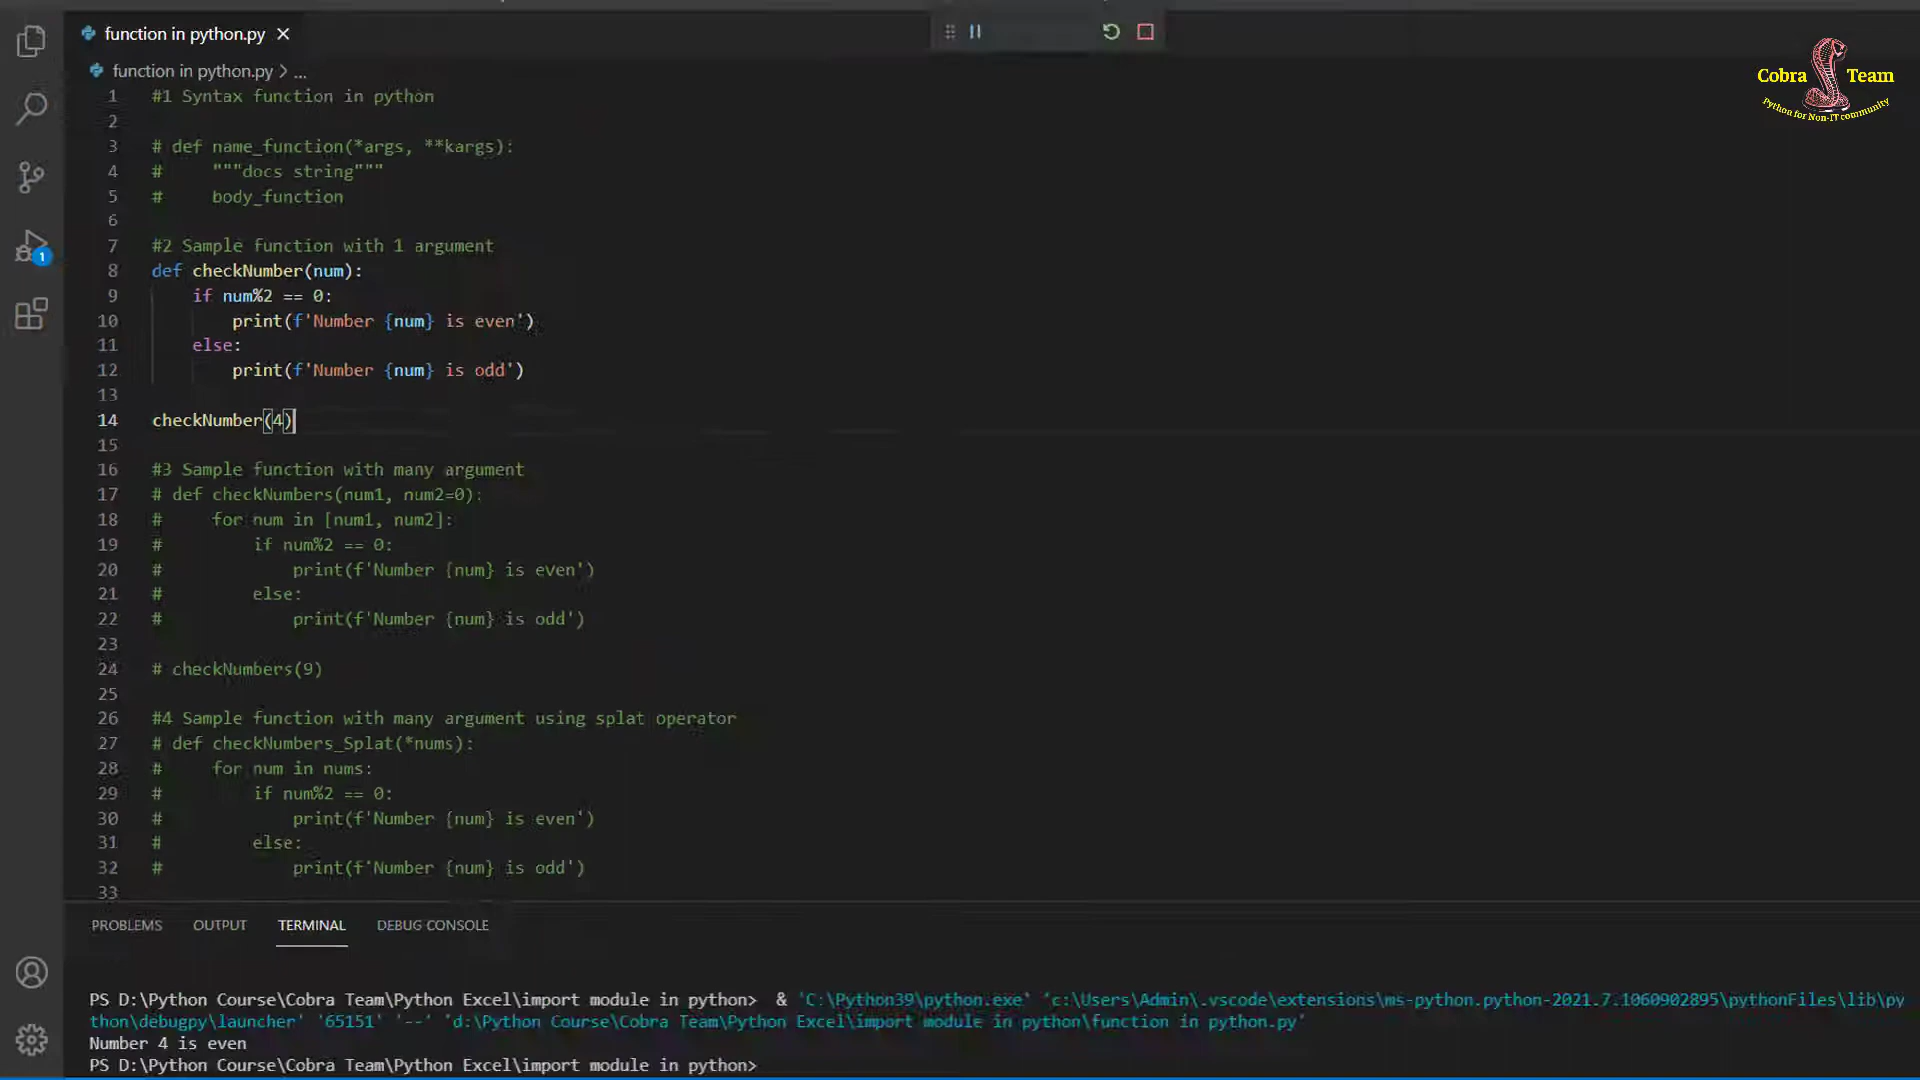 function in python.py
function in python.py > ...
Cobra Team
Python for Non-IT community
1 #1 Syntax function in python
2
3 # def name_function(*args, **kargs):
4 #     """docs string"""
5 #     body_function
6
7 #2 Sample function with 1 argument
8 def checkNumber(num):
9     if num%2 == 0:
10         print(f'Number {num} is even')
11     else:
12         print(f'Number {num} is odd')
13
14 checkNumber(4)
15
16 #3 Sample function with many argument
17 # def checkNumbers(num1, num2=0):
18 #     for num in [num1, num2]:
19 #         if num%2 == 0:
20 #             print(f'Number {num} is even')
21 #         else:
22 #             print(f'Number {num} is odd')
23
24 # checkNumbers(9)
25
26 #4 Sample function with many argument using splat operator
27 # def checkNumbers_Splat(*nums):
28 #     for num in nums:
29 #         if num%2 == 0:
30 #             print(f'Number {num} is even')
31 #         else:
32 #             print(f'Number {num} is odd')
33
1
PROBLEMS OUTPUT TERMINAL DEBUG CONSOLE
PS D:\Python Course\Cobra Team\Python Excel\import module in python>  & 'C:\Python39\python.exe' 'c:\Users\Admin\.vscode\extensions\ms-python.python-2021.7.1060902895\pythonFiles\lib\py
thon\debugpy\launcher' '65151' '--' 'd:\Python Course\Cobra Team\Python Excel\import module in python\function in python.py'
Number 4 is even
PS D:\Python Course\Cobra Team\Python Excel\import module in python>